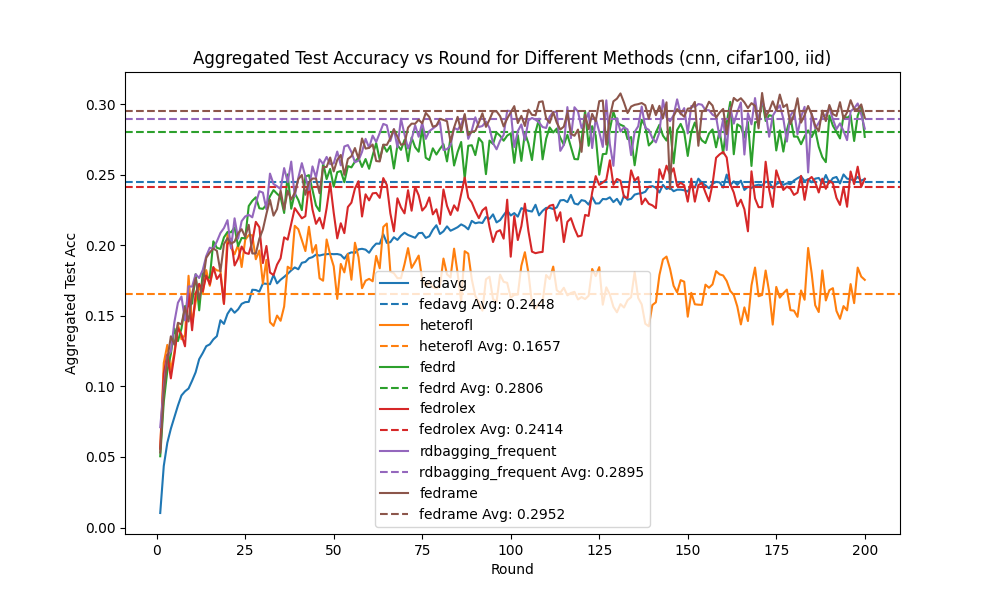 Aggregated Test Accuracy vs Round for Different Methods (cnn, cifar100, iid)
Aggregated Test Acc
0.30
0.25
0.20
0.15
0.10
0.05
0.00
fedavg
fedavg Avg: 0.2448
heterofl
heterofl Avg: 0.1657
fedrd
fedrd Avg: 0.2806
fedrolex
fedrolex Avg: 0.2414
rdbagging_frequent
rdbagging_frequent Avg: 0.2895
fedrame
fedrame Avg: 0.2952
0 25 50 75 100 125 150 175 200
Round